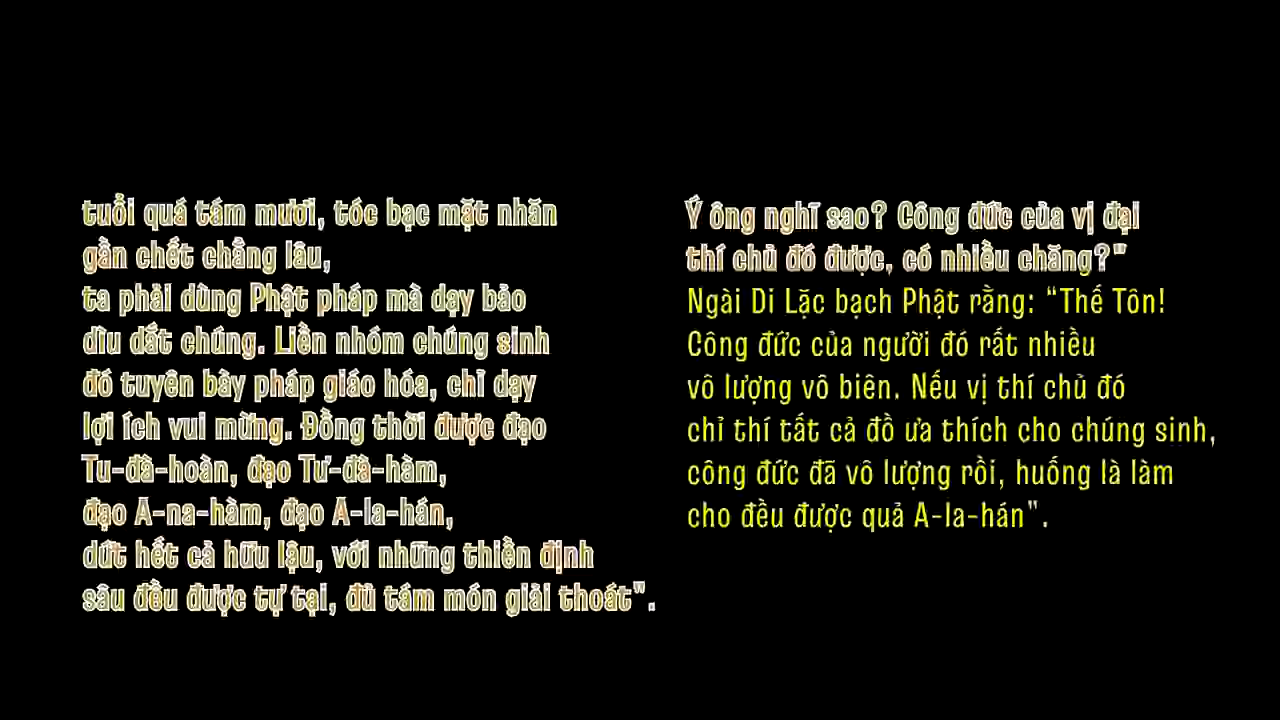 tuổi quá tám mươi, tóc bạc mặt nhăn
gần chết chẳng lâu,
ta phải dùng Phật pháp mà dạy bảo
dìu dắt chúng. Liền nhóm chúng sinh
đó tuyên bày pháp giáo hóa, chỉ dạy
lợi ích vui mừng. Đồng thời được đạo
Tu-đà-hoàn, đạo Tư-đà-hàm,
đạo A-na-hàm, đạo A-la-hán,
dứt hết cả hữu lậu, với những thiền định
sâu đều được tự tại, đủ tám món giải thoát".
Ý ông nghĩ sao? Công đức của vị đại
thí chủ đó được, có nhiều chăng?"
Ngài Di Lặc bạch Phật rằng: “Thế Tôn!
Công đức của người đó rất nhiều
vô lượng vô biên. Nếu vị thí chủ đó
chỉ thí tất cả đồ ưa thích cho chúng sinh,
công đức đã vô lượng rồi, huống là làm
cho đều được quả A-la-hán".